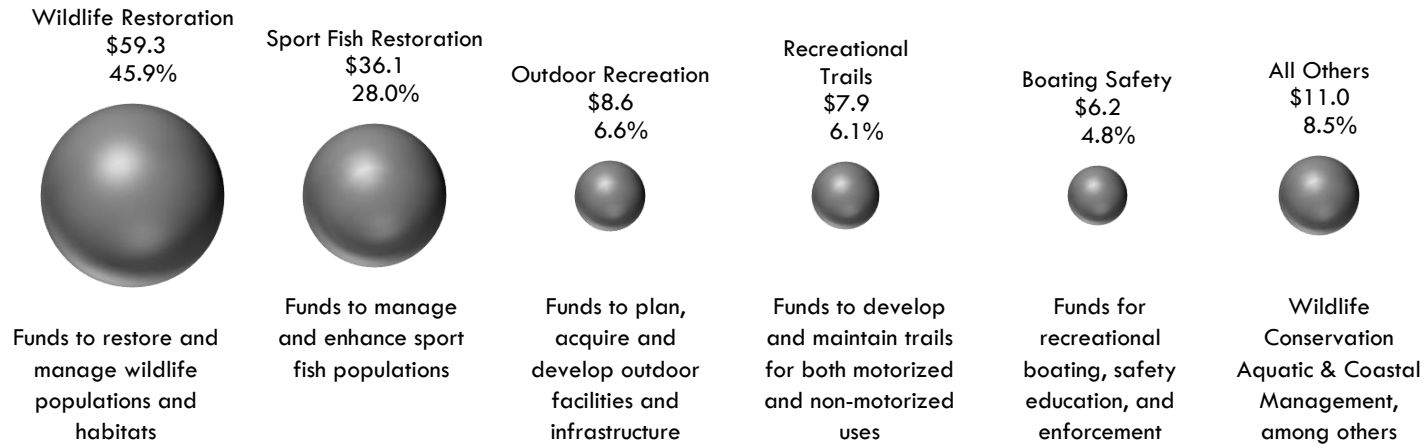 Wildlife Restoration
$59.3
45.9%
Sport Fish Restoration
$36.1
28.0%
Outdoor Recreation
$8.6
6.6%
Recreational
Trails
$7.9
6.1%
Boating Safety
$6.2
4.8%
All Others
$11.0
8.5%
Funds to restore and
manage wildlife
populations and
habitats
Funds to manage
and enhance sport
fish populations
Funds to plan,
acquire and
develop outdoor
facilities and
infrastructure
Funds to develop
and maintain trails
for both motorized
and non-motorized
uses
Funds for
recreational
boating, safety
education, and
enforcement
Wildlife
Conservation
Aquatic & Coastal
Management,
among others